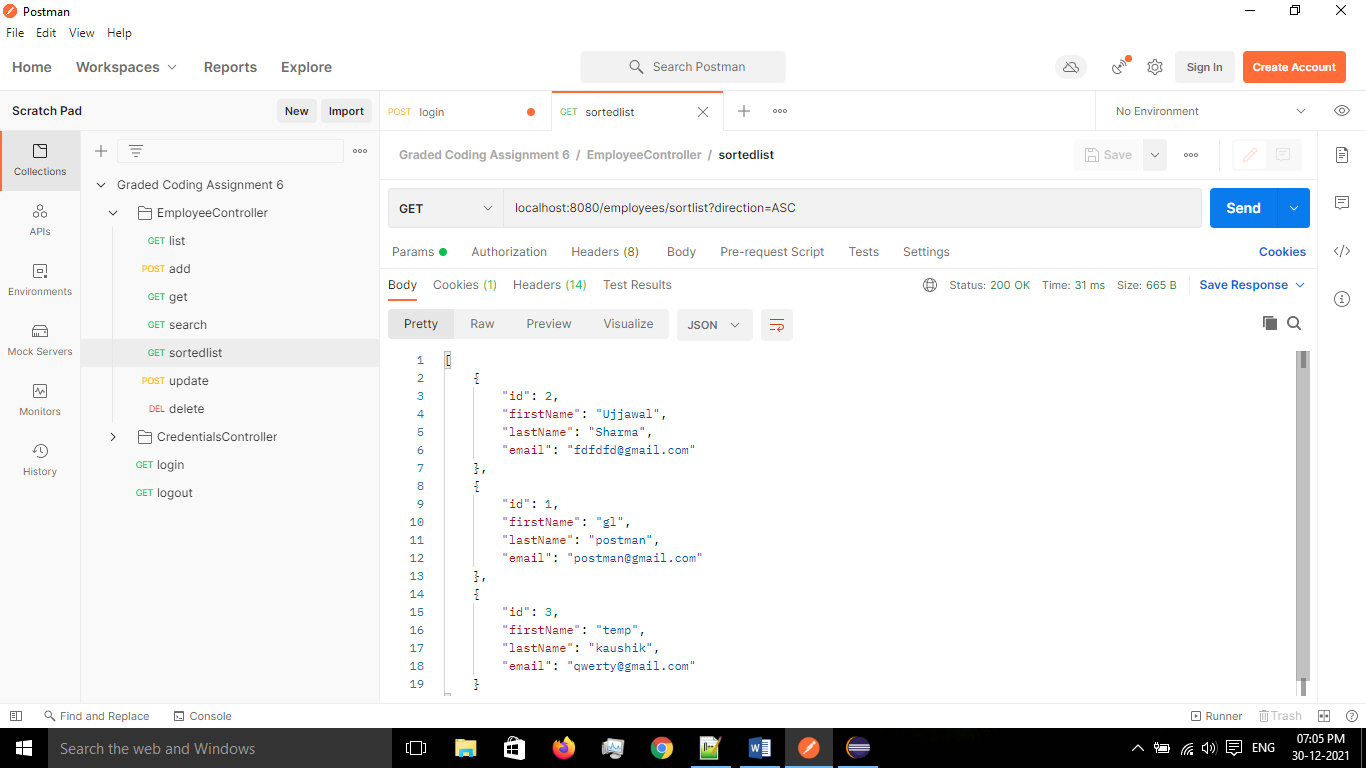 Postman
File Edit View Help
Home Workspaces Reports Explore Search Postman Sign In Create Account
Scratch Pad New Import
POST login GET sortedlist No Environment
Graded Coding Assignment 6 / EmployeeController / sortedlist Save
GET localhost:8080/employees/sortlist?direction=ASC Send
Params Authorization Headers (8) Body Pre-request Script Tests Settings Cookies
Body Cookies (1) Headers (14) Test Results Status: 200 OK Time: 31 ms Size: 665 B Save Response
Pretty Raw Preview Visualize JSON
Collections
APIs
Environments
Mock Servers
Monitors
History
Graded Coding Assignment 6
EmployeeController
GET list
POST add
GET get
GET search
GET sortedlist
POST update
DEL delete
CredentialsController
GET login
GET logout
1 [
2 {
3 "id": 2,
4 "firstName": "Ujjawal",
5 "lastName": "Sharma",
6 "email": "fdfdfd@gmail.com"
7 },
8 {
9 "id": 1,
10 "firstName": "gl",
11 "lastName": "postman",
12 "email": "postman@gmail.com"
13 },
14 {
15 "id": 3,
16 "firstName": "temp",
17 "lastName": "kaushik",
18 "email": "qwerty@gmail.com"
19 }
Find and Replace Console Runner Trash
Search the web and Windows ENG 07:05 PM
30-12-2021